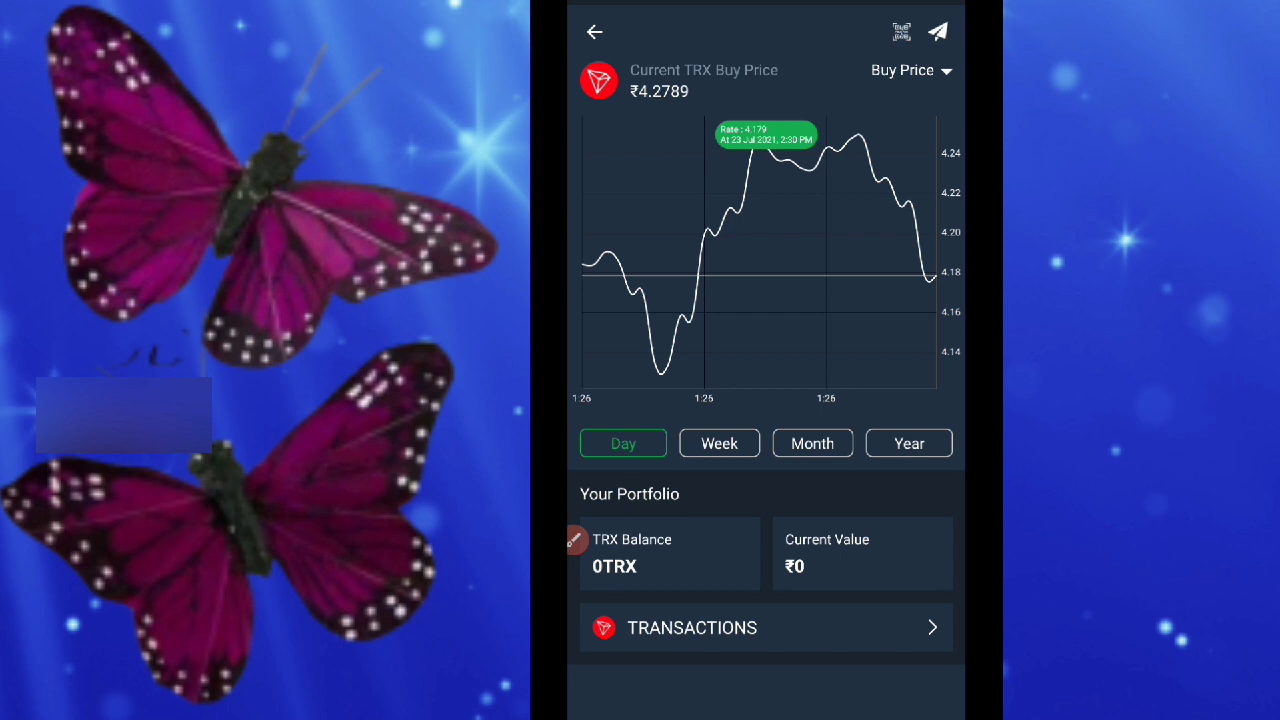 Current TRX Buy Price
₹4.2789
Buy Price
Rate : 4.179
At 23 Jul 2021, 2:30 PM
4.24
4.22
4.20
4.18
4.16
4.14
1:26 1:26 1:26
Day Week Month Year
Your Portfolio
TRX Balance
0TRX
Current Value
₹0
TRANSACTIONS